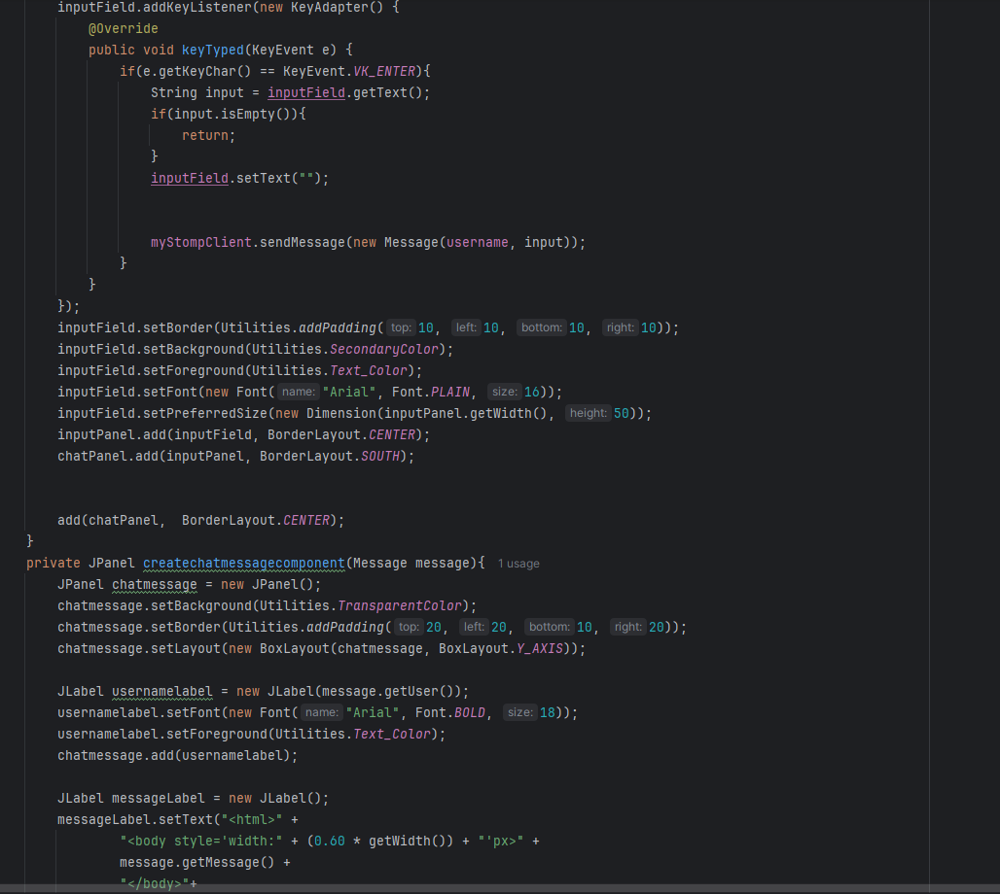 inputField.addKeyListener(new KeyAdapter() {
@Override
public void keyTyped(KeyEvent e) {
if(e.getKeyChar() == KeyEvent.VK_ENTER){
String input = inputField.getText();
if(input.isEmpty()){
return;
}
inputField.setText("");
myStompClient.sendMessage(new Message(username, input));
}
}
});
inputField.setBorder(Utilities.addPadding( top: 10, left: 10, bottom: 10, right: 10));
inputField.setBackground(Utilities.SecondaryColor);
inputField.setForeground(Utilities.Text_Color);
inputField.setFont(new Font( name: "Arial", Font.PLAIN, size: 16));
inputField.setPreferredSize(new Dimension(inputPanel.getWidth(), height: 50));
inputPanel.add(inputField, BorderLayout.CENTER);
chatPanel.add(inputPanel, BorderLayout.SOUTH);
add(chatPanel,  BorderLayout.CENTER);
}
private JPanel createchatmessagecomponent(Message message){ 1 usage
JPanel chatmessage = new JPanel();
chatmessage.setBackground(Utilities.TransparentColor);
chatmessage.setBorder(Utilities.addPadding( top: 20, left: 20, bottom: 10, right: 20));
chatmessage.setLayout(new BoxLayout(chatmessage, BoxLayout.Y_AXIS));
JLabel usernamelabel = new JLabel(message.getUser());
usernamelabel.setFont(new Font( name: "Arial", Font.BOLD, size: 18));
usernamelabel.setForeground(Utilities.Text_Color);
chatmessage.add(usernamelabel);
JLabel messageLabel = new JLabel();
messageLabel.setText("<html>" +
"<body style='width:" + (0.60 * getWidth()) + "'px>" +
message.getMessage() +
"</body>"+